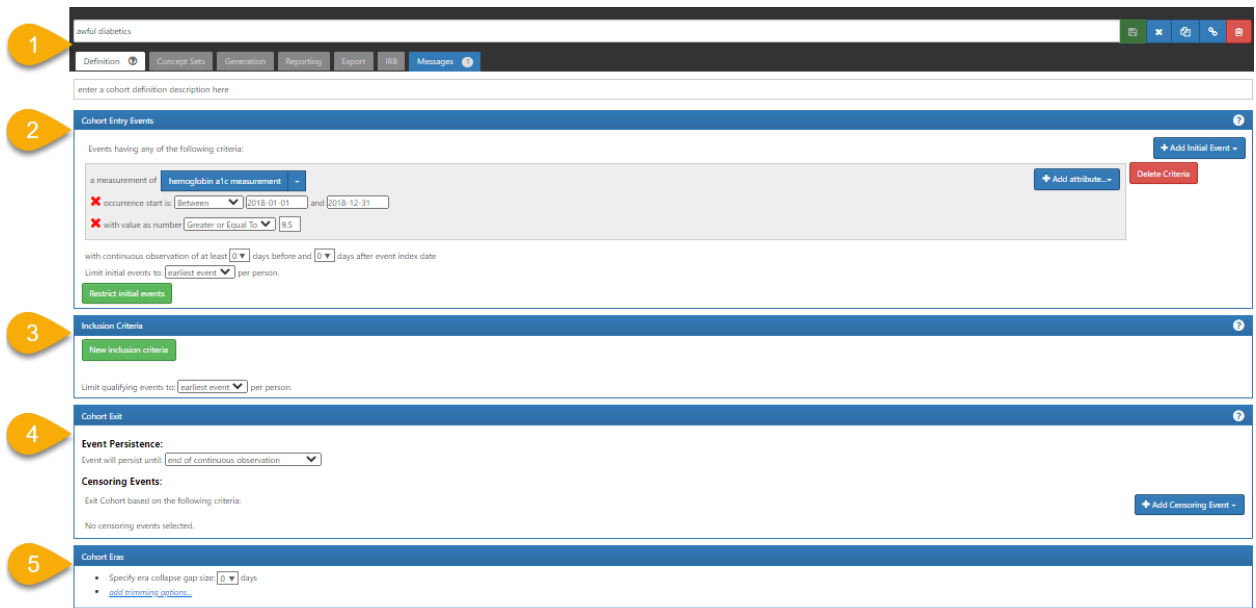 awful diabetics
1
Definition Concept Sets Generation Reporting Export IRB Messages 1
enter a cohort definition description here
2
Cohort Entry Events
Events having any of the following criteria:
+ Add Initial Event
a measurement of hemoglobin a1c measurement
+ Add attribute...
Delete Criteria
occurrence start is: Between 2018-01-01 and 2018-12-31
with value as number Greater or Equal To 9.5
with continuous observation of at least 0 days before and 0 days after event index date
Limit initial events to: earliest event per person.
Restrict initial events
3
Inclusion Criteria
New inclusion criteria
Limit qualifying events to: earliest event per person.
4
Cohort Exit
Event Persistence:
Event will persist until: end of continuous observation
Censoring Events:
Exit Cohort based on the following criteria:
+ Add Censoring Event
No censoring events selected.
5
Cohort Eras
Specify era collapse gap size: 0 days
add trimming options...